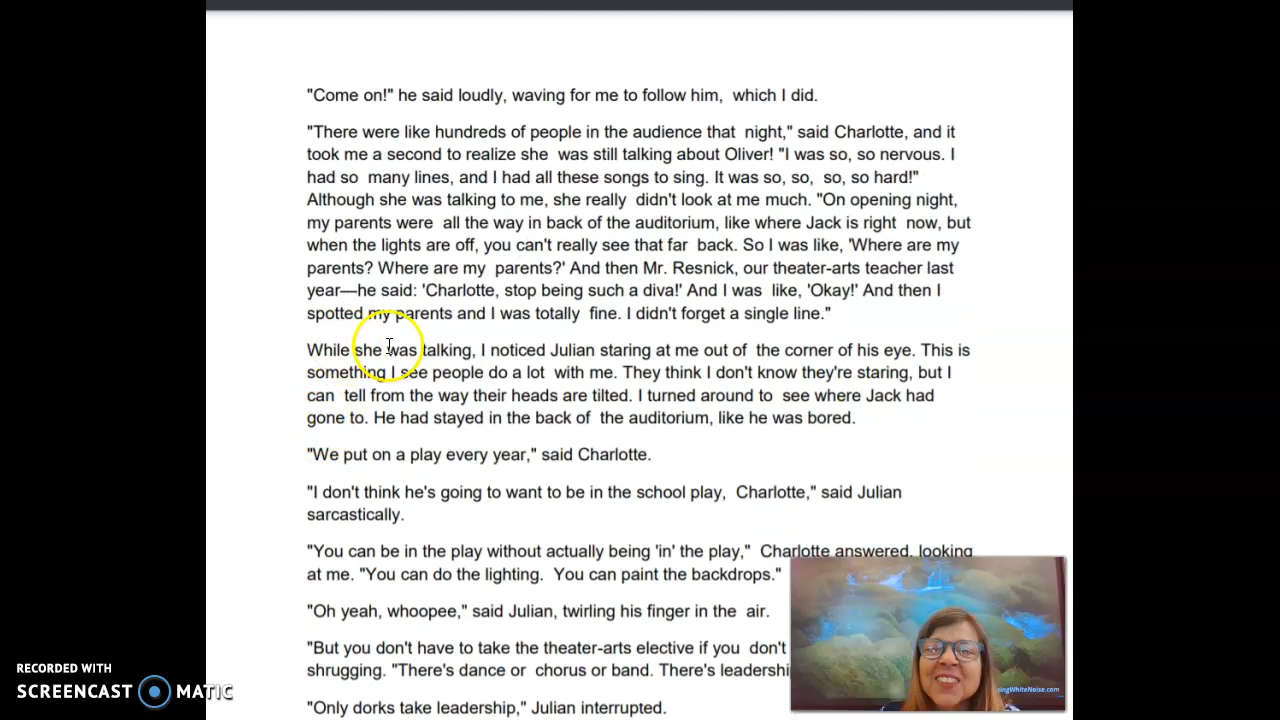 "Come on!" he said loudly, waving for me to follow him, which I did.
"There were like hundreds of people in the audience that night," said Charlotte, and it
took me a second to realize she was still talking about Oliver! "I was so, so nervous. I
had so many lines, and I had all these songs to sing. It was so, so, so, so hard!"
Although she was talking to me, she really didn't look at me much. "On opening night,
my parents were all the way in back of the auditorium, like where Jack is right now, but
when the lights are off, you can't really see that far back. So I was like, 'Where are my
parents? Where are my parents?' And then Mr. Resnick, our theater-arts teacher last
year—he said: 'Charlotte, stop being such a diva!' And I was like, 'Okay!' And then I
spotted my parents and I was totally fine. I didn't forget a single line."
While she was talking, I noticed Julian staring at me out of the corner of his eye. This is
something I see people do a lot with me. They think I don't know they're staring, but I
can tell from the way their heads are tilted. I turned around to see where Jack had
gone to. He had stayed in the back of the auditorium, like he was bored.
"We put on a play every year," said Charlotte.
"I don't think he's going to want to be in the school play, Charlotte," said Julian
sarcastically.
"You can be in the play without actually being 'in' the play," Charlotte answered, looking
at me. "You can do the lighting. You can paint the backdrops."
"Oh yeah, whoopee," said Julian, twirling his finger in the air.
"But you don't have to take the theater-arts elective if you don't
shrugging. "There's dance or chorus or band. There's
"Only dorks take leadership," Julian interrupted.
RECORDED WITH
SCREENCAST MATIC
WhiteNoise.com